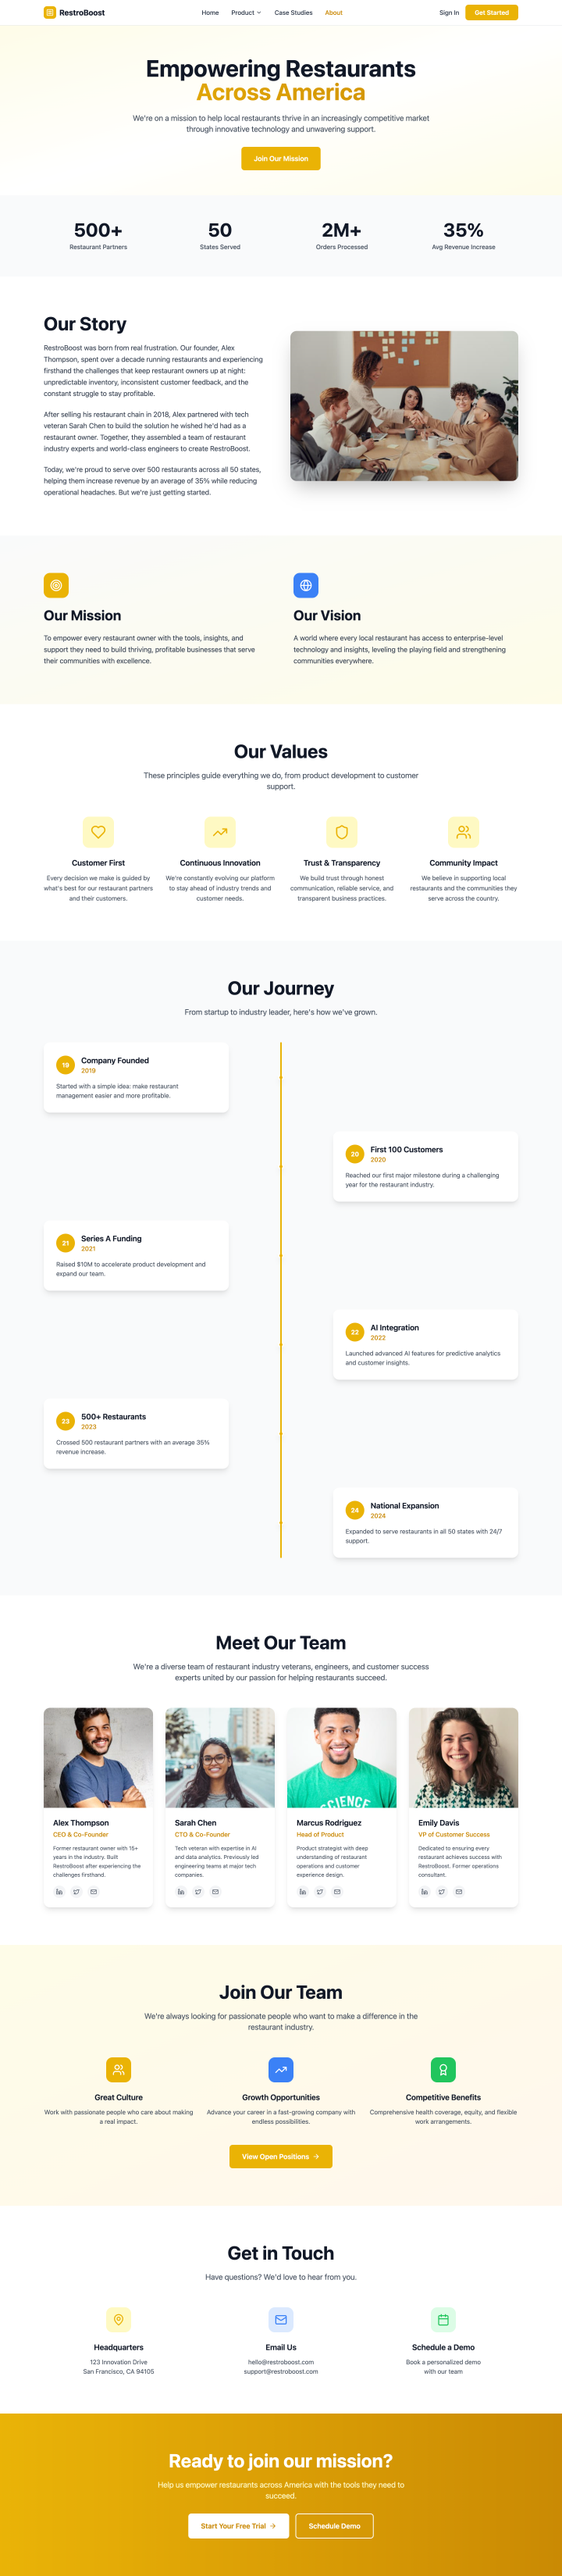 RestroBoost
Home
Product
Case Studies
About
Sign In
Get Started
Empowering Restaurants
Across America
We're on a mission to help local restaurants thrive in an increasingly competitive market
through innovative technology and unwavering support.
Join Our Mission
500+
Restaurant Partners
50
States Served
2M+
Orders Processed
35%
Avg Revenue Increase
Our Story
RestroBoost was born from real frustration. Our founder, Alex
Thompson, spent over a decade running restaurants and experiencing
firsthand the challenges that keep restaurant owners up at night:
unpredictable inventory, inconsistent customer feedback, and the
constant struggle to stay profitable.
After selling his restaurant chain in 2018, Alex partnered with tech
veteran Sarah Chen to build the solution he wished he'd had as a
restaurant owner. Together, they assembled a team of restaurant
industry experts and world-class engineers to create RestroBoost.
Today, we're proud to serve over 500 restaurants across all 50 states,
helping them increase revenue by an average of 35% while reducing
operational headaches. But we're just getting started.
Our Mission
To empower every restaurant owner with the tools, insights, and
support they need to build thriving, profitable businesses that serve
their communities with excellence.
Our Vision
A world where every local restaurant has access to enterprise-level
technology and insights, leveling the playing field and strengthening
communities everywhere.
Our Values
These principles guide everything we do, from product development to customer
support.
Customer First
Every decision we make is guided by
what's best for our restaurant partners
and their customers.
Continuous Innovation
We're constantly evolving our platform
to stay ahead of industry trends and
customer needs.
Trust & Transparency
We build trust through honest
communication, reliable service, and
transparent business practices.
Community Impact
We believe in supporting local
restaurants and the communities they
serve across the country.
Our Journey
From startup to industry leader, here's how we've grown.
19
Company Founded
2019
Started with a simple idea: make restaurant
management easier and more profitable.
20
First 100 Customers
2020
Reached our first major milestone during a challenging
year for the restaurant industry.
21
Series A Funding
2021
Raised $10M to accelerate product development and
expand our team.
22
AI Integration
2022
Launched advanced AI features for predictive analytics
and customer insights.
23
500+ Restaurants
2023
Crossed 500 restaurant partners with an average 35%
revenue increase.
24
National Expansion
2024
Expanded to serve restaurants in all 50 states with 24/7
support.
Meet Our Team
We're a diverse team of restaurant industry veterans, engineers, and customer success
experts united by our passion for helping restaurants succeed.
SCIENCE
Alex Thompson
CEO & Co-Founder
Former restaurant owner with 15+
years in the industry. Built
RestroBoost after experiencing the
challenges firsthand.
Sarah Chen
CTO & Co-Founder
Tech veteran with expertise in AI
and data analytics. Previously led
engineering teams at major tech
companies.
Marcus Rodriguez
Head of Product
Product strategist with deep
understanding of restaurant
operations and customer
experience design.
Emily Davis
VP of Customer Success
Dedicated to ensuring every
restaurant achieves success with
RestroBoost. Former operations
consultant.
Join Our Team
We're always looking for passionate people who want to make a difference in the
restaurant industry.
Great Culture
Work with passionate people who care about making
a real impact.
Growth Opportunities
Advance your career in a fast-growing company with
endless possibilities.
Competitive Benefits
Comprehensive health coverage, equity, and flexible
work arrangements.
View Open Positions
Get in Touch
Have questions? We'd love to hear from you.
Headquarters
123 Innovation Drive
San Francisco, CA 94105
Email Us
hello@restroboost.com
support@restroboost.com
Schedule a Demo
Book a personalized demo
with our team
Ready to join our mission?
Help us empower restaurants across America with the tools they need to
succeed.
Start Your Free Trial
Schedule Demo